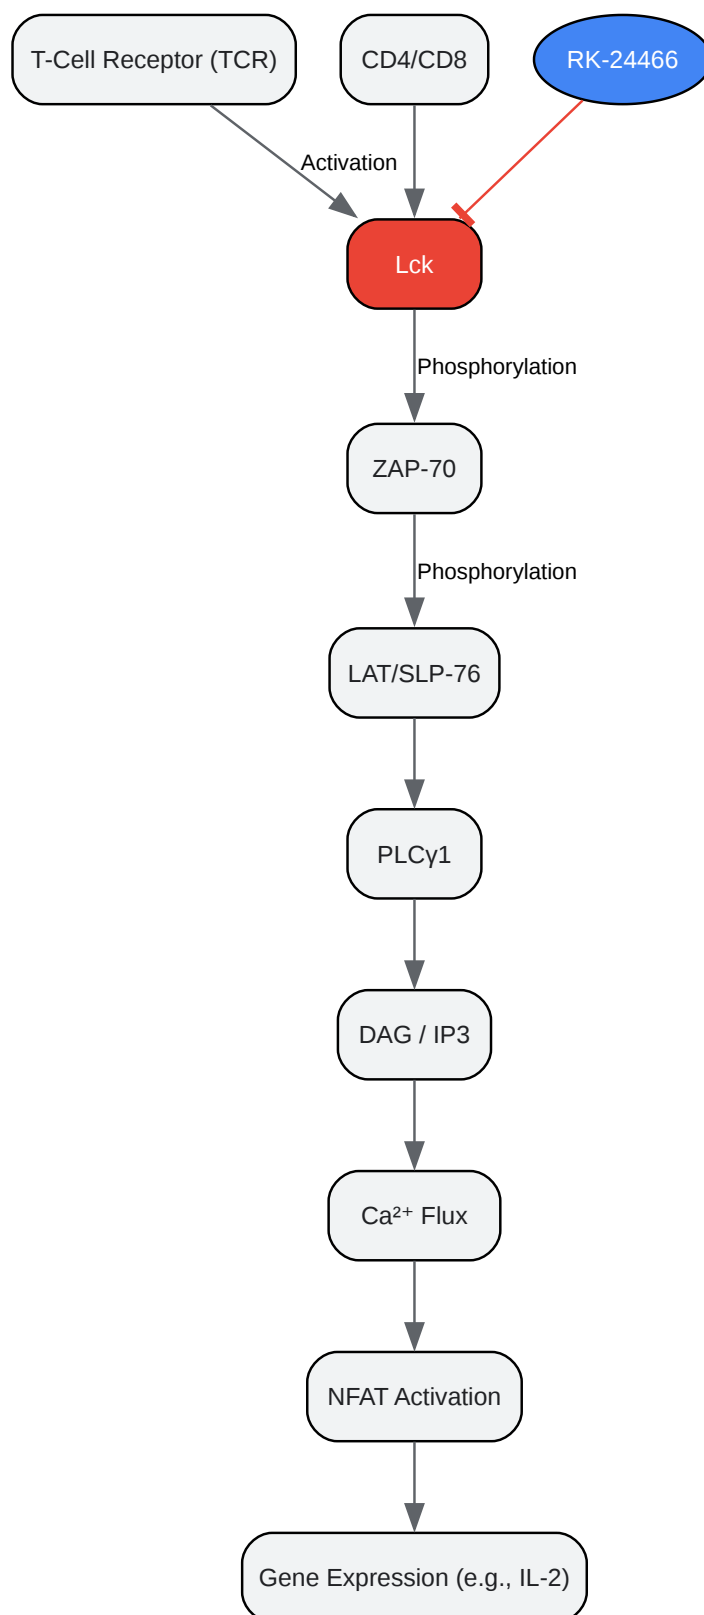 T-Cell Receptor (TCR)
CD4/CD8
RK-24466
Activation
Lck
Phosphorylation
ZAP-70
Phosphorylation
LAT/SLP-76
PLCγ1
DAG / IP3
Ca²⁺ Flux
NFAT Activation
Gene Expression (e.g., IL-2)